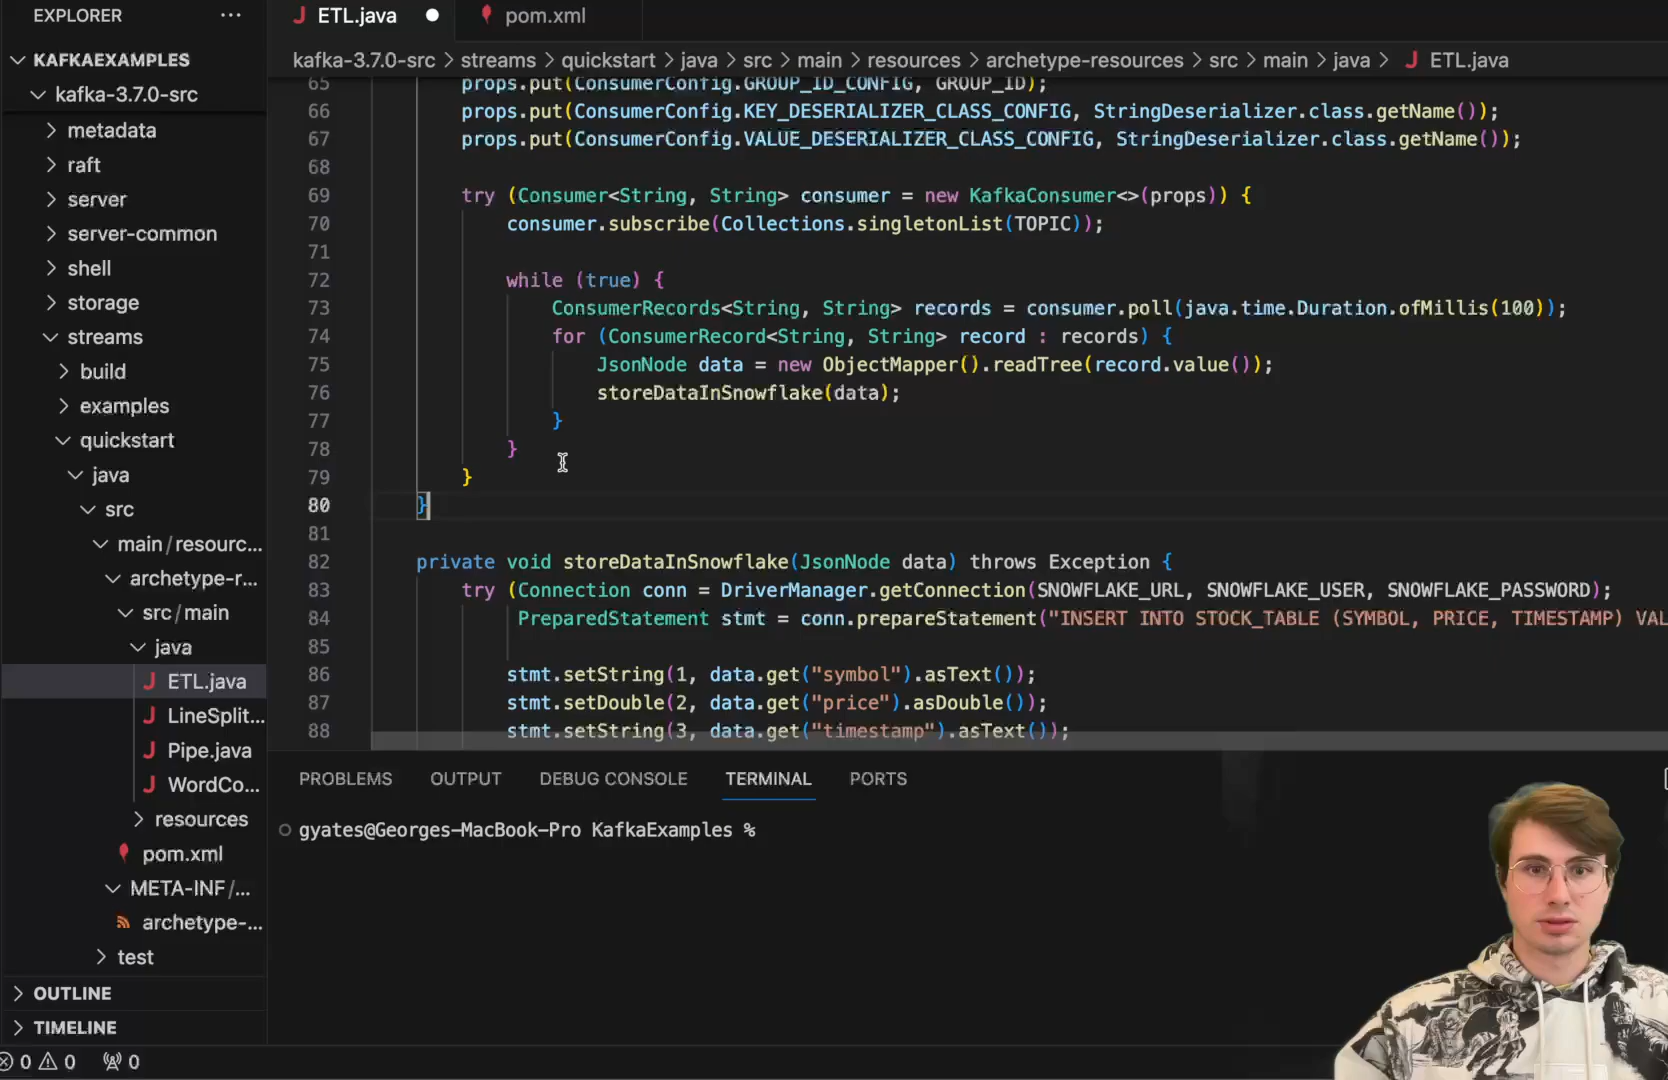 EXPLORER ···
KAFKAEXAMPLES
kafka-3.7.0-src
metadata
raft
server
server-common
shell
storage
streams
build
examples
quickstart
java
src
main/resourc...
archetype-r...
src/main
java
ETL.java
LineSplit...
Pipe.java
WordCo...
resources
pom.xml
META-INF/...
archetype-...
test
OUTLINE
TIMELINE
0 0 0
ETL.java pom.xml
kafka-3.7.0-src > streams > quickstart > java > src > main > resources > archetype-resources > src > main > java > ETL.java
65 props.put(ConsumerConfig.GROUP_ID_CONFIG, GROUP_ID);
66 props.put(ConsumerConfig.KEY_DESERIALIZER_CLASS_CONFIG, StringDeserializer.class.getName());
67 props.put(ConsumerConfig.VALUE_DESERIALIZER_CLASS_CONFIG, StringDeserializer.class.getName());
68
69 try (Consumer<String, String> consumer = new KafkaConsumer<>(props)) {
70 consumer.subscribe(Collections.singletonList(TOPIC));
71
72 while (true) {
73 ConsumerRecords<String, String> records = consumer.poll(java.time.Duration.ofMillis(100));
74 for (ConsumerRecord<String, String> record : records) {
75 JsonNode data = new ObjectMapper().readTree(record.value());
76 storeDataInSnowflake(data);
77 }
78 }
79 }
80 }
81
82 private void storeDataInSnowflake(JsonNode data) throws Exception {
83 try (Connection conn = DriverManager.getConnection(SNOWFLAKE_URL, SNOWFLAKE_USER, SNOWFLAKE_PASSWORD);
84 PreparedStatement stmt = conn.prepareStatement("INSERT INTO STOCK_TABLE (SYMBOL, PRICE, TIMESTAMP) VAL
85
86 stmt.setString(1, data.get("symbol").asText());
87 stmt.setDouble(2, data.get("price").asDouble());
88 stmt.setString(3, data.get("timestamp").asText());
PROBLEMS OUTPUT DEBUG CONSOLE TERMINAL PORTS
gyates@Georges-MacBook-Pro KafkaExamples %